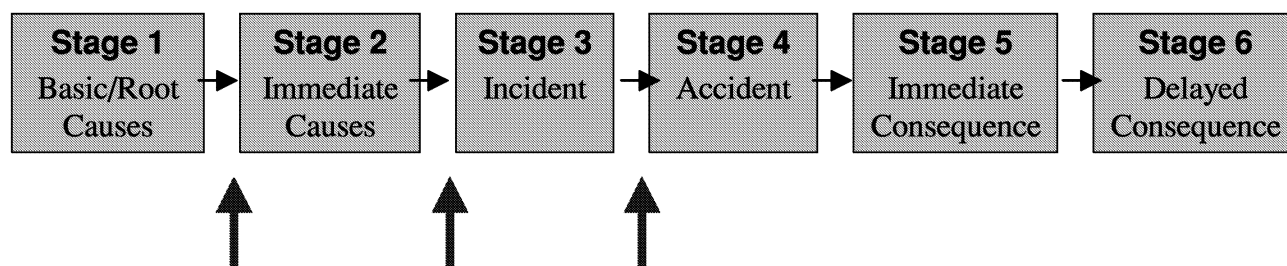 Stage 1
Basic/Root
Causes
Stage 2
Immediate
Causes
Stage 3
Incident
Stage 4
Accident
Stage 5
Immediate
Consequence
Stage 6
Delayed
Consequence